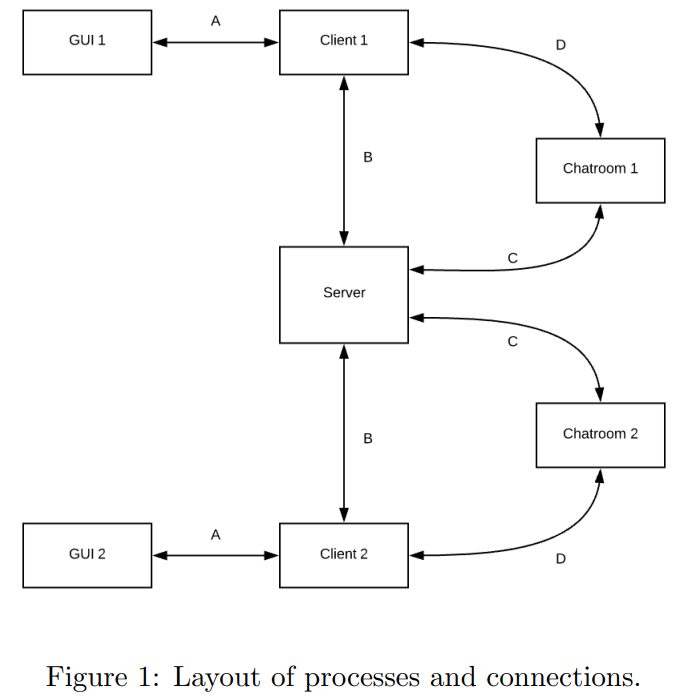 A
GUI 1
Client 1
D
B
Chatroom 1
C
Server
C
B
Chatroom 2
A
GUI 2
Client 2
D
Figure 1: Layout of processes and connections.